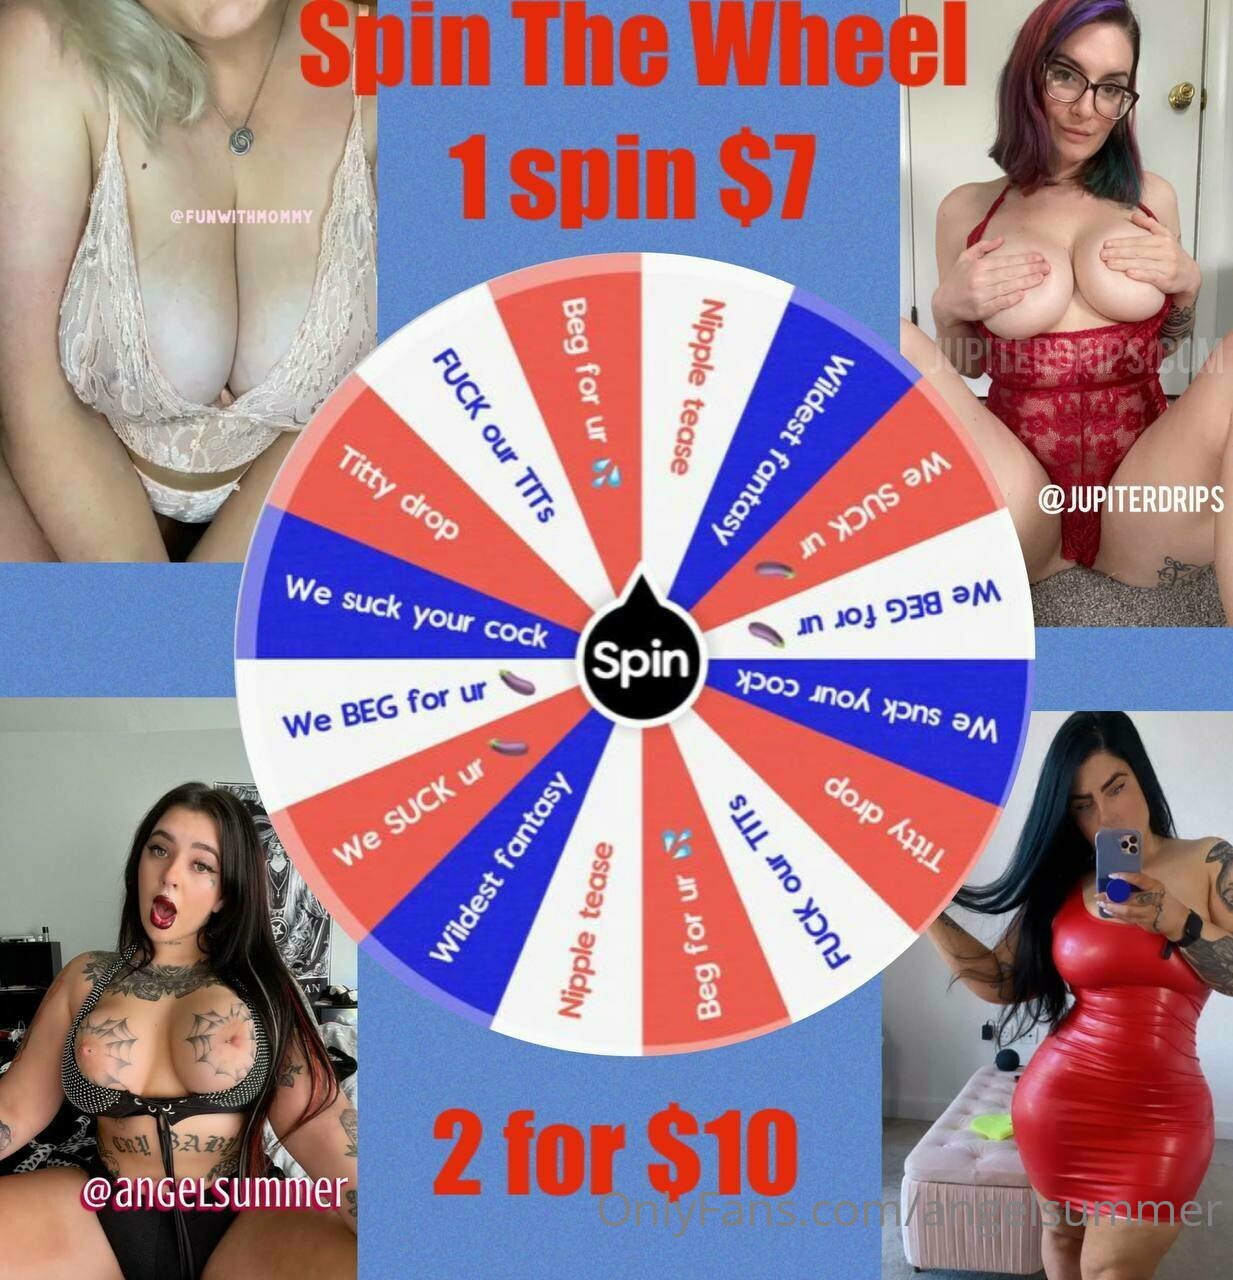 Spin The Wheel
1 spin $7
@FUNWITHMOMMY
JUPITERDRIPS.COM
@JUPITERDRIPS
Nipple tease
Wildest fantasy
We SUCK ur 🍆
We BEG for ur 🍆
We suck your cock
Titty drop
FUCK our TITs
Beg for ur 💦
Nipple tease
Wildest fantasy
We SUCK ur 🍆
We BEG for ur 🍆
We suck your cock
Titty drop
FUCK our TITs
Beg for ur 💦
Spin
2 for $10
@angelsummer
OnlyFans.com/angelsummer